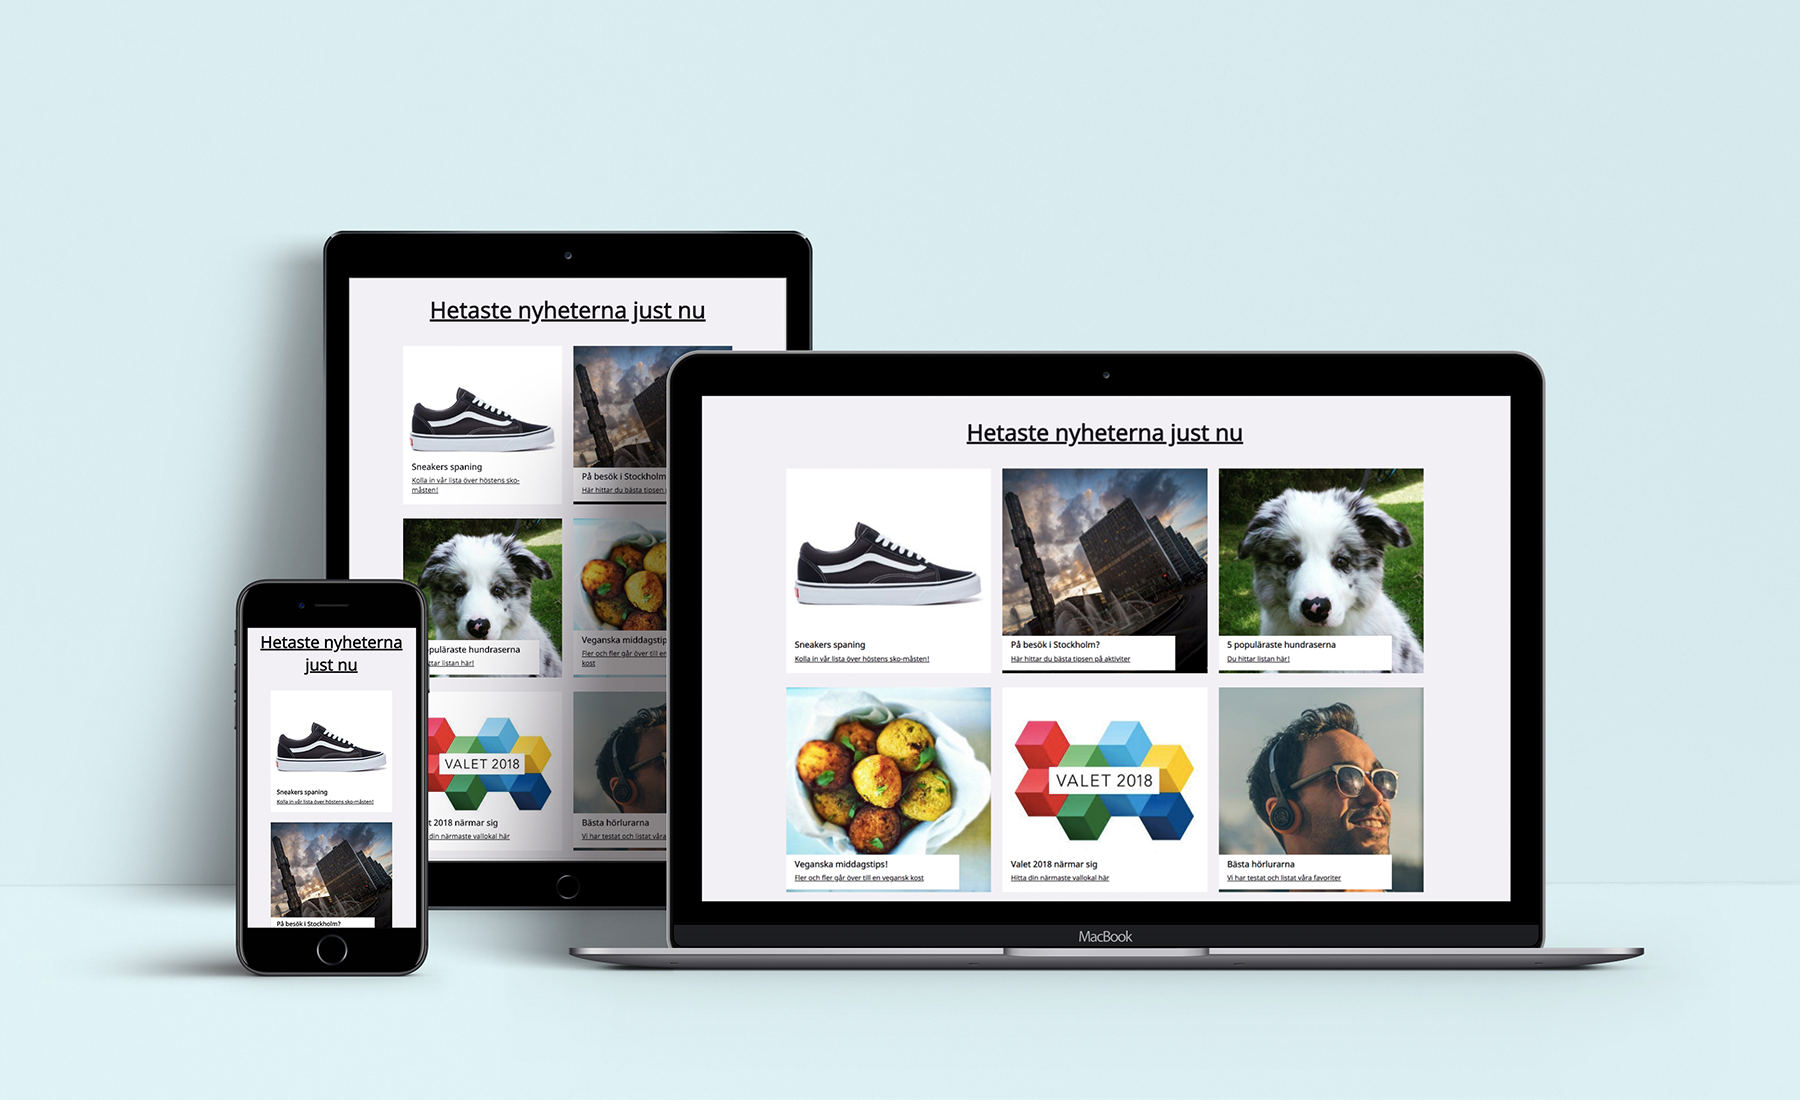 Hetaste nyheterna just nu
Sneakers spaning
Kolla in vår lista över höstens sko-
måsten!
På besök i Stockholm
Här hittar du bästa tipsen
puläraste hundraserna
ttar listan här!
Veganska middagstip
Fler och fler går över till en
kost
VALET 2018
t 2018 närmar sig
din närmaste vallokal här
Bästa hörlurarna
Vi har testat och listat våra
Hetaste nyheterna
just nu
Sneakers spaning
Kolla in vår lista över höstens sko-måsten!
På besök i Stockholm?
Hetaste nyheterna just nu
Sneakers spaning
Kolla in vår lista över höstens sko-måsten!
På besök i Stockholm?
Här hittar du bästa tipsen på aktiviter
5 populäraste hundraserna
Du hittar listan här!
Veganska middagstips!
Fler och fler går över till en vegansk kost
VALET 2018
Valet 2018 närmar sig
Hitta din närmaste vallokal här
Bästa hörlurarna
Vi har testat och listat våra favoriter
MacBook